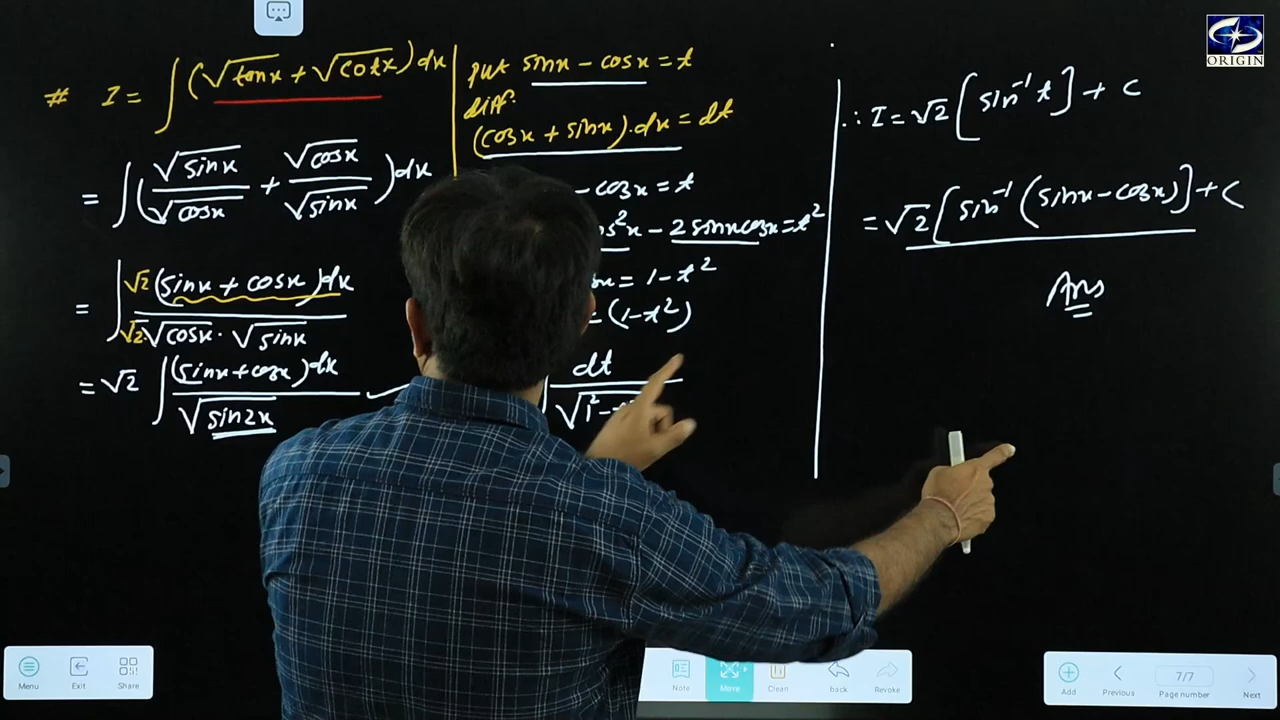 # I = ∫(√tanx + √cotx)dx
= ∫(√sinx/√cosx + √cosx/√sinx)dx
= ∫ √2(sinx + cosx)dx / √2√cosx · √sinx
= √2 ∫ (sinx + cosx)dx / √sin2x
put sinx - cosx = t
diff.
(cosx + sinx).dx = dt
- cosx = t
x - 2sinxcosx = t²
= 1 - t²
= (1 - t²)
dt
∴ I = √2 [sin⁻¹ t] + C
= √2 [sin⁻¹ (sinx - cosx)] + C
Ans
ORIGIN
Menu
Exit
Share
Note
Move
Clean
back
Revoke
Add
Previous
7/7
Page number
Next